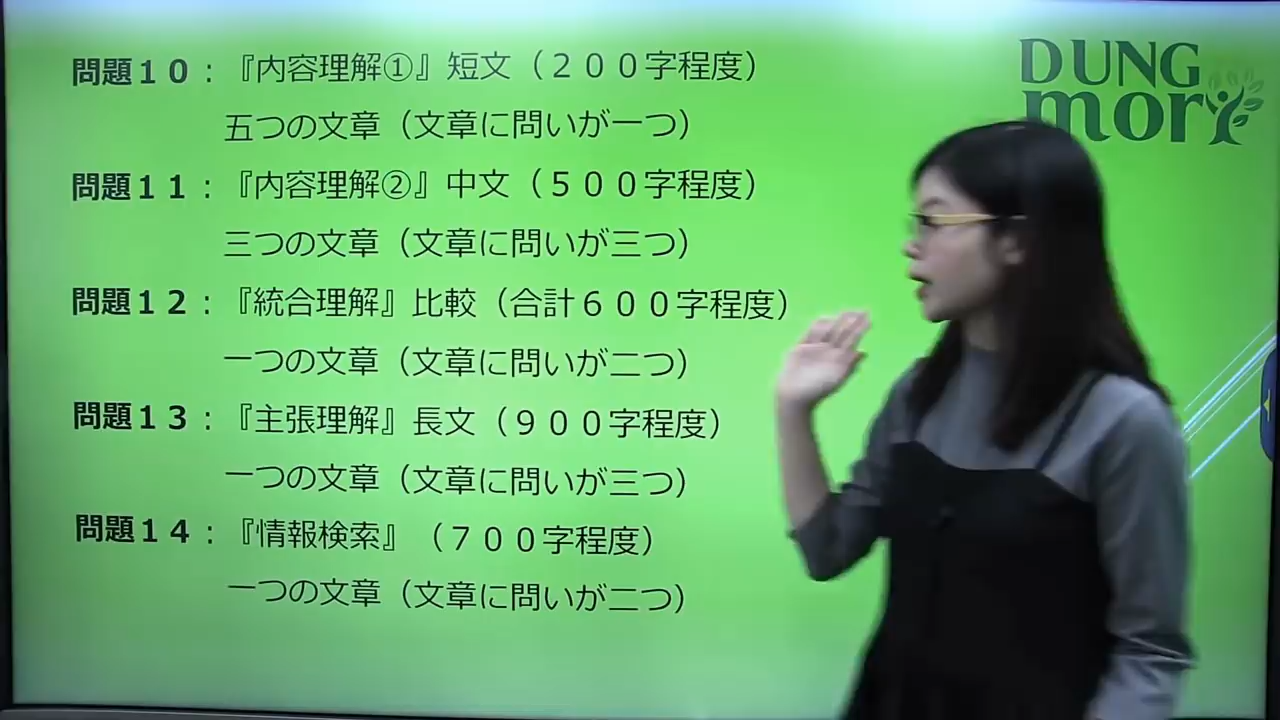 問題１０：『内容理解①』短文（２００字程度）
五つの文章（文章に問いが一つ）
問題１１：『内容理解②』中文（５００字程度）
三つの文章（文章に問いが三つ）
問題１２：『統合理解』比較（合計６００字程度）
一つの文章（文章に問いが二つ）
問題１３：『主張理解』長文（９００字程度）
一つの文章（文章に問いが三つ）
問題１４：『情報検索』（７００字程度）
一つの文章（文章に問いが二つ）
DUNG
mori